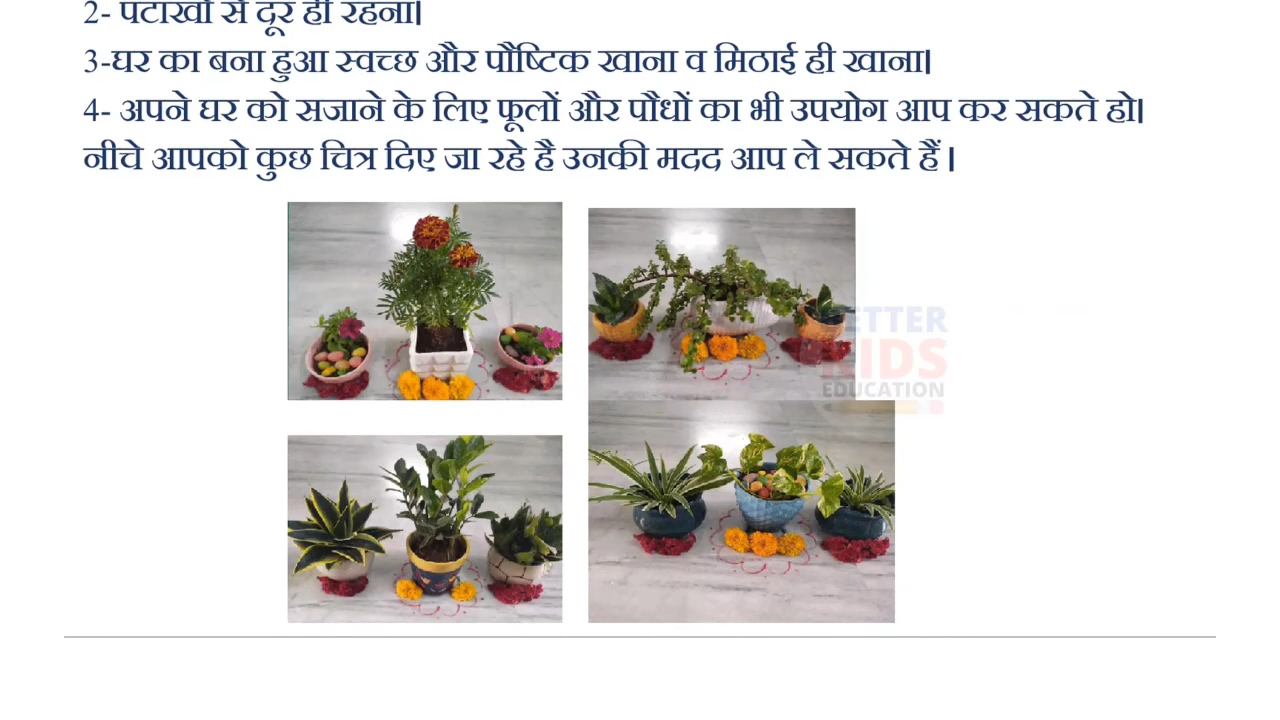 2- पटाखों से दूर ही रहना।
3-घर का बना हुआ स्वच्छ और पौष्टिक खाना व मिठाई ही खाना।
4- अपने घर को सजाने के लिए फूलों और पौधों का भी उपयोग आप कर सकते हो।
नीचे आपको कुछ चित्र दिए जा रहे है उनकी मदद आप ले सकते हैं ।
ETTER
KIDS
EDUCATION